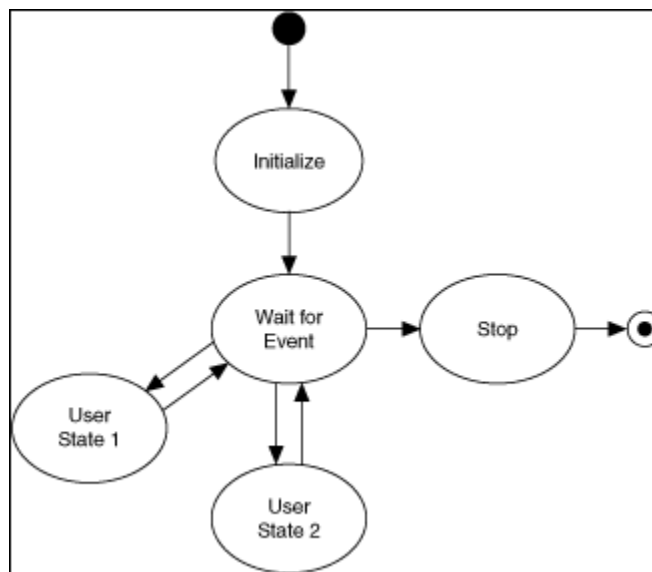 Initialize
Wait for
Event
Stop
User
State 1
User
State 2